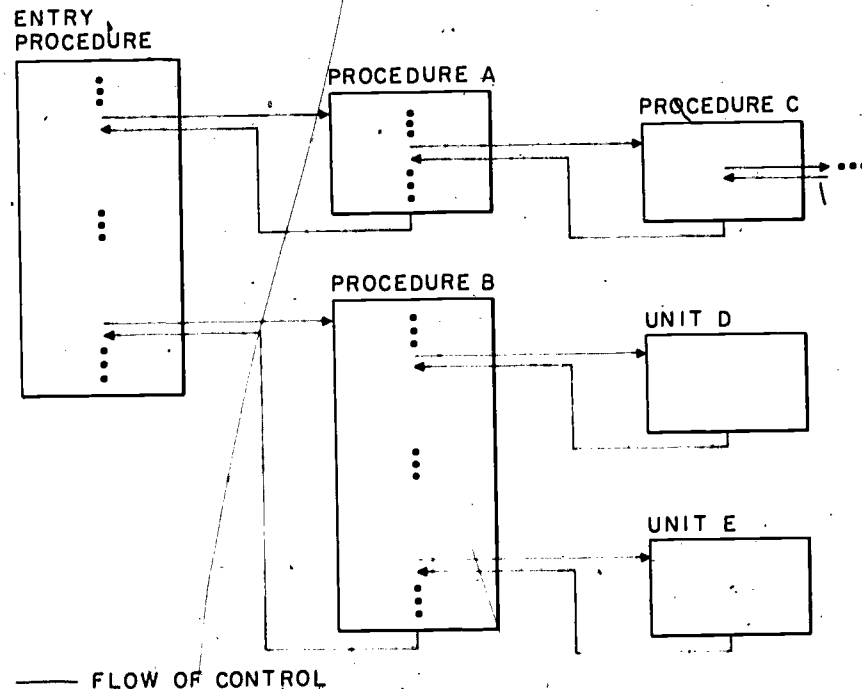 ENTRY
PROCEDURE
PROCEDURE A
PROCEDURE C
PROCEDURE B
UNIT D
UNIT E
FLOW OF CONTROL